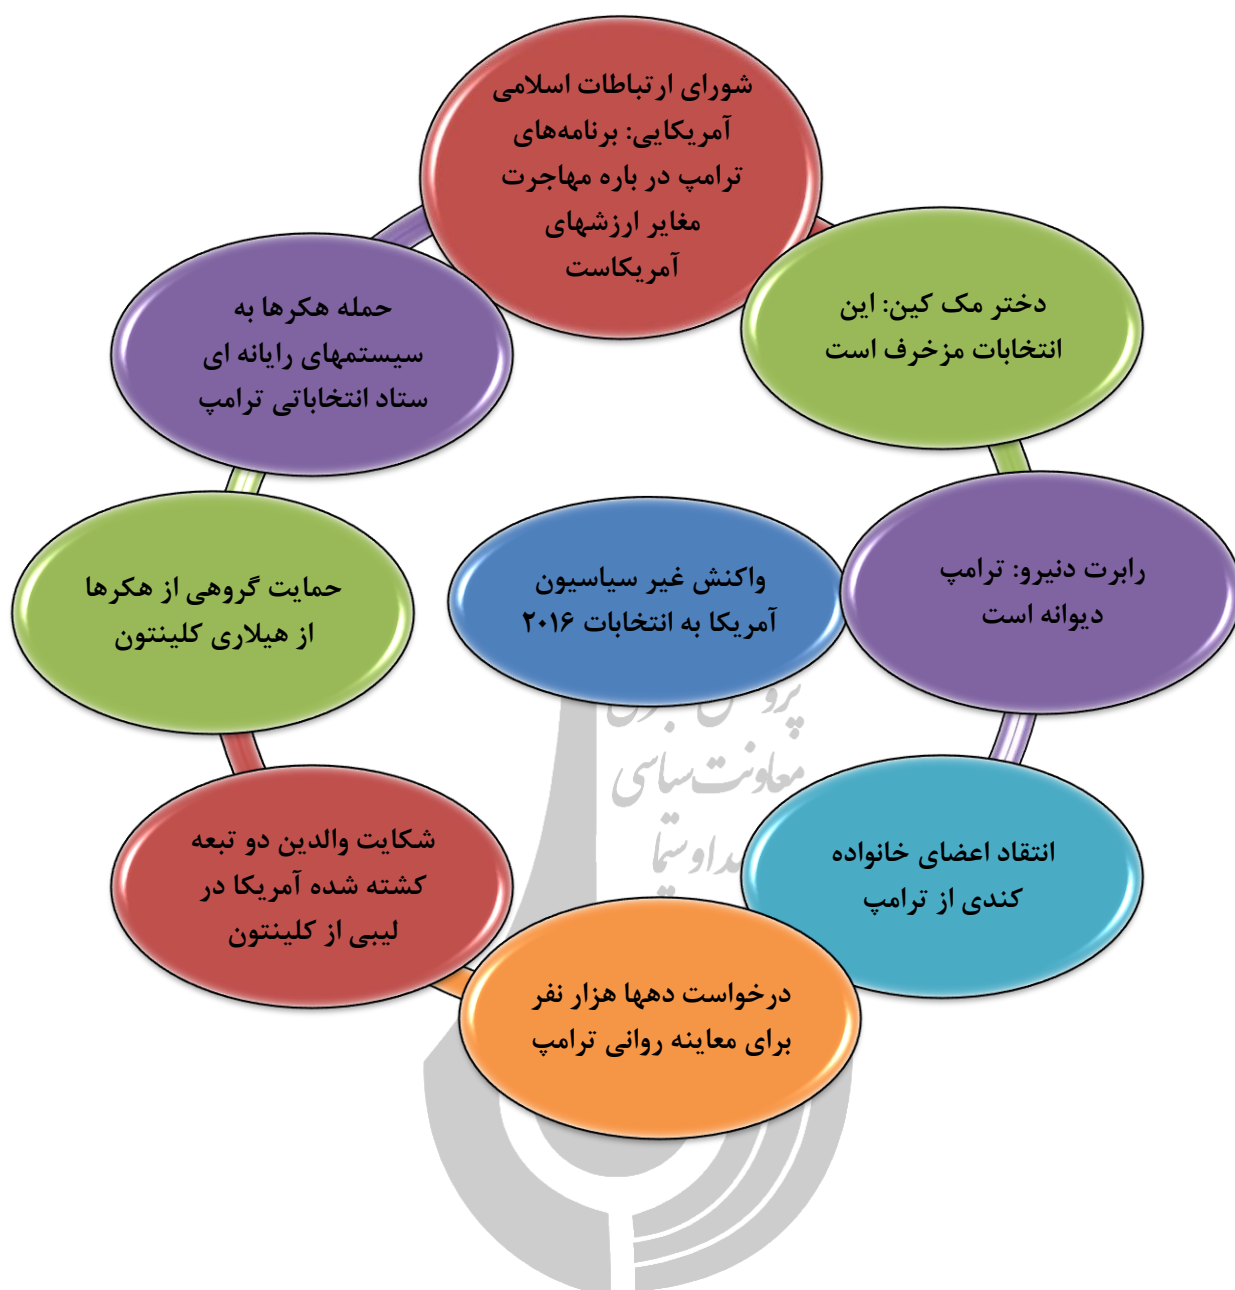 شورای ارتباطات اسلامی
آمریکایی: برنامه‌های
ترامپ در باره مهاجرت
مغایر ارزشهای
آمریکاست
دختر مک کین: این
انتخابات مزخرف است
رابرت دنیرو: ترامپ
دیوانه است
انتقاد اعضای خانواده
کندی از ترامپ
درخواست دهها هزار نفر
برای معاینه روانی ترامپ
شکایت والدین دو تبعه
کشته شده آمریکا در
لیبی از کلینتون
حمایت گروهی از هکرها
از هیلاری کلینتون
حمله هکرها به
سیستمهای رایانه ای
ستاد انتخاباتی ترامپ
واکنش غیر سیاسیون
آمریکا به انتخابات ۲۰۱۶
معاونت سیاسی